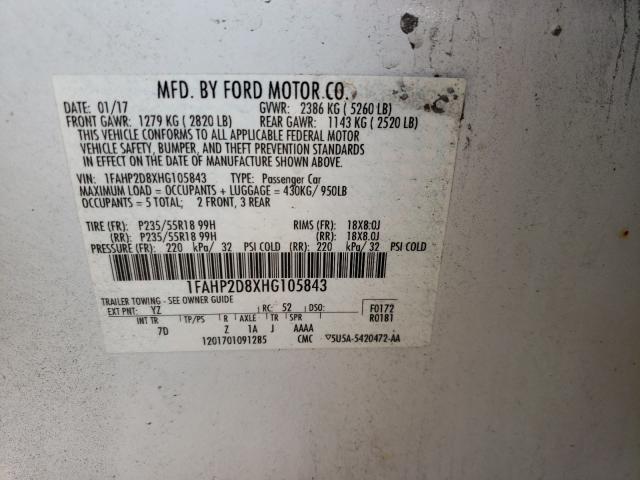 MFD. BY FORD MOTOR CO.
DATE: 01/17 GVWR: 2386 KG ( 5260 LB)
FRONT GAWR: 1279 KG ( 2820 LB) REAR GAWR: 1143 KG ( 2520 LB)
THIS VEHICLE CONFORMS TO ALL APPLICABLE FEDERAL MOTOR
VEHICLE SAFETY, BUMPER, AND THEFT PREVENTION STANDARDS
IN EFFECT ON THE DATE OF MANUFACTURE SHOWN ABOVE.
VIN: 1FAHP2D8XHG105843 TYPE: Passenger Car
MAXIMUM LOAD = OCCUPANTS + LUGGAGE = 430KG/ 950LB
OCCUPANTS = 5 TOTAL; 2 FRONT, 3 REAR
TIRE (FR): P235/55R18 99H RIMS (FR): 18X8.0J
(RR): P235/55R18 99H (RR): 18X8.0J
PRESSURE (FR): 220 kPa/ 32 PSI COLD (RR): 220 kPa/ 32 PSI COLD
1FAHP2D8XHG105843
TRAILER TOWING - SEE OWNER GUIDE
EXT PNT: YZ RC: 52 DSO: F0172
INT TR TP/PS R AXLE TR SPR R0181
7D Z 1A J AAAA
1201701091285 CMC ▽5U5A-5420472-AA